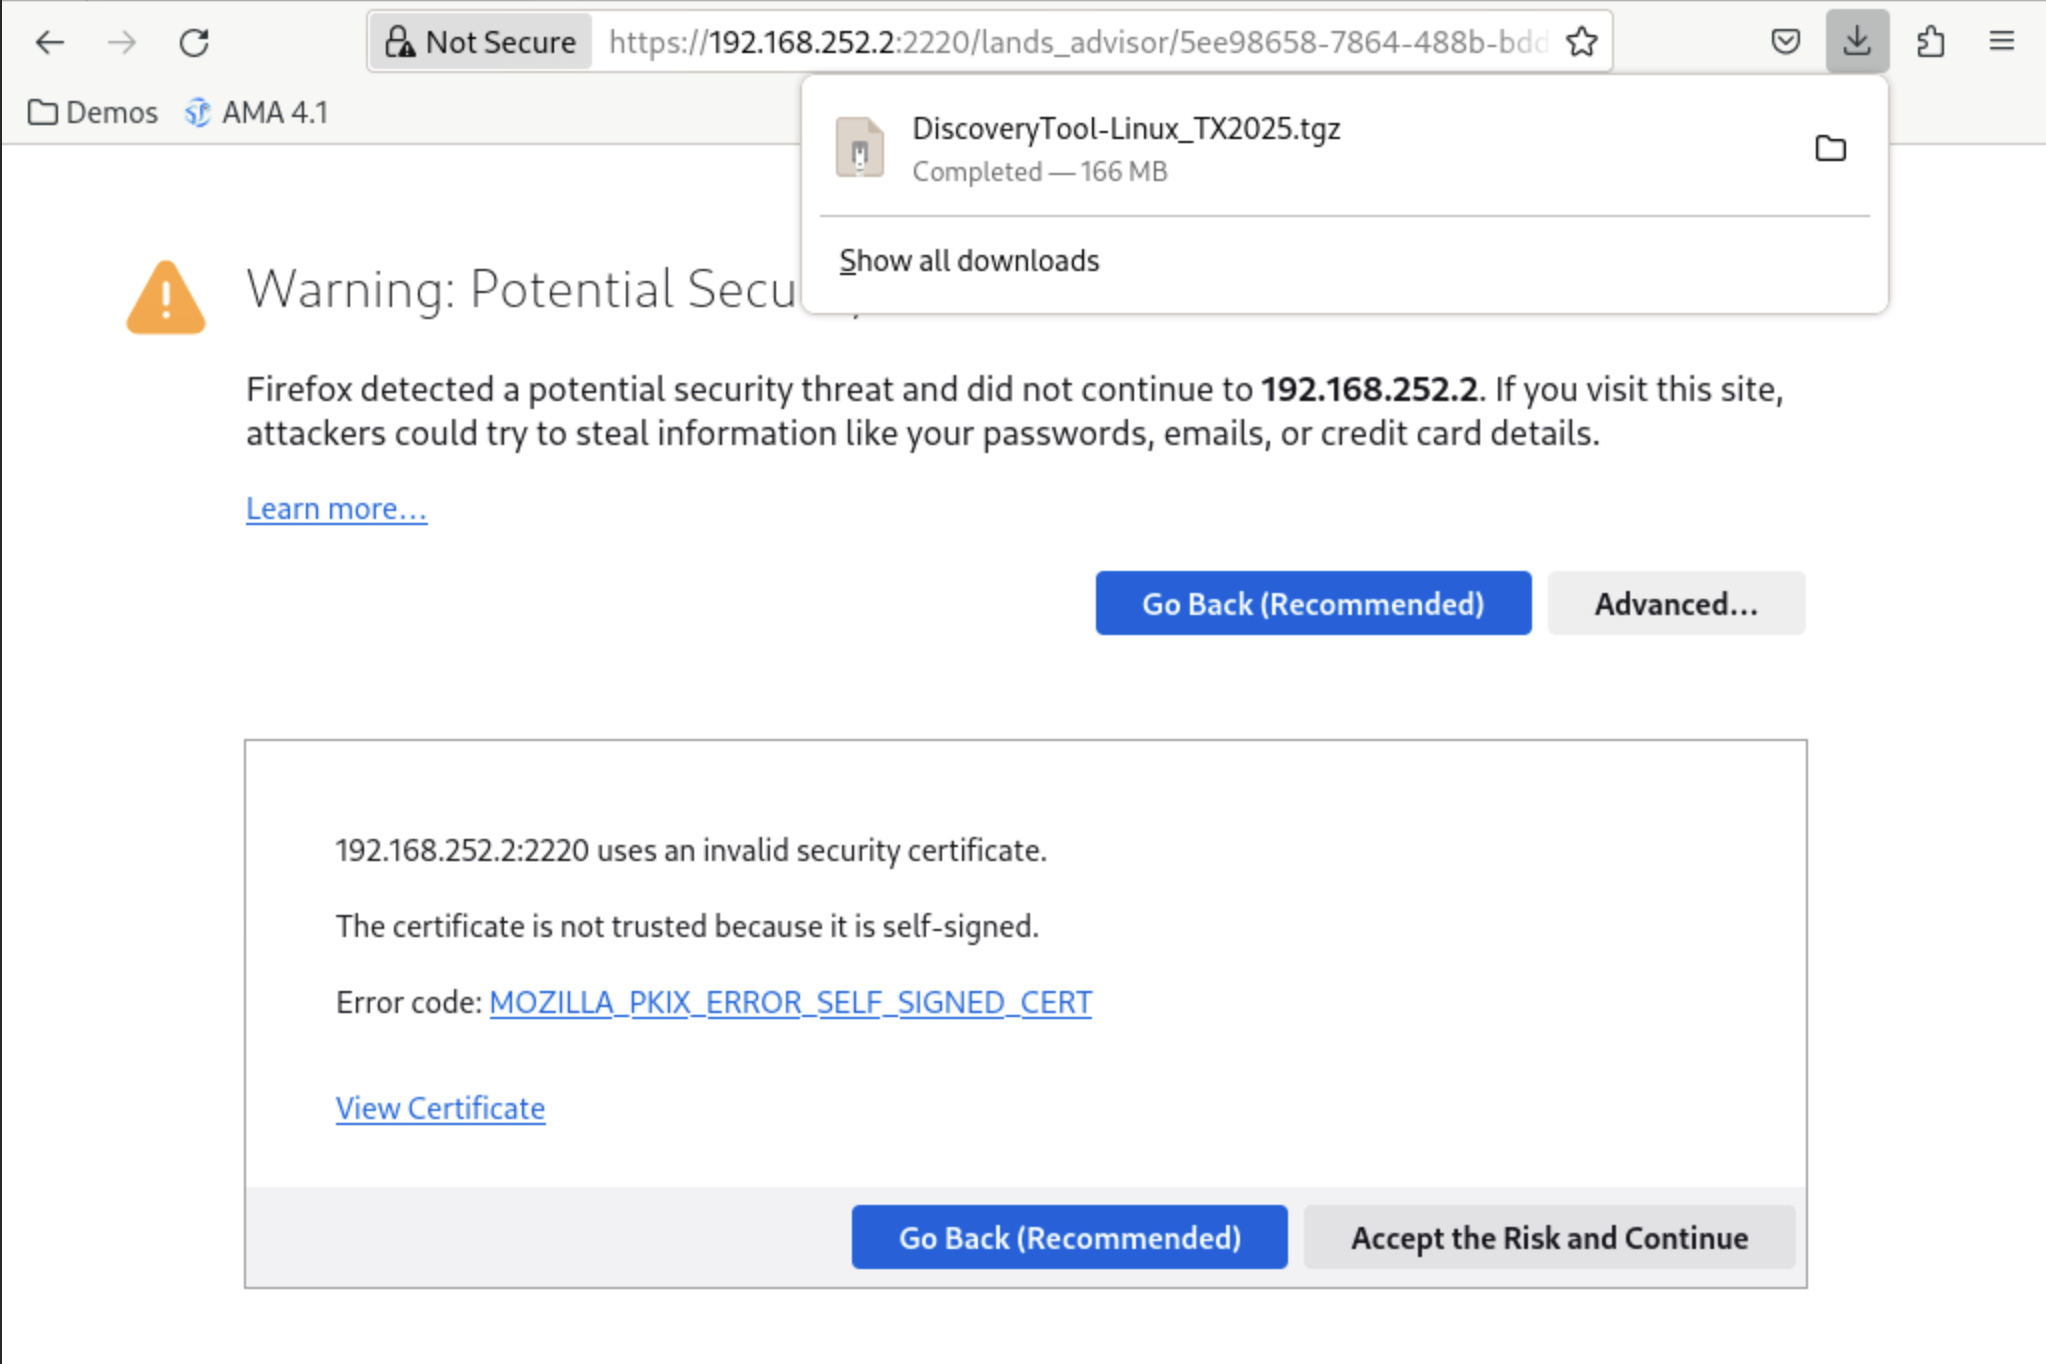 Not Secure https://192.168.252.2:2220/lands_advisor/5ee98658-7864-488b-bdd
Demos AMA 4.1
DiscoveryTool-Linux_TX2025.tgz
Completed — 166 MB
Show all downloads
Warning: Potential Secu
Firefox detected a potential security threat and did not continue to 192.168.252.2. If you visit this site,
attackers could try to steal information like your passwords, emails, or credit card details.
Learn more…
Go Back (Recommended) Advanced…
192.168.252.2:2220 uses an invalid security certificate.
The certificate is not trusted because it is self-signed.
Error code: MOZILLA_PKIX_ERROR_SELF_SIGNED_CERT
View Certificate
Go Back (Recommended) Accept the Risk and Continue